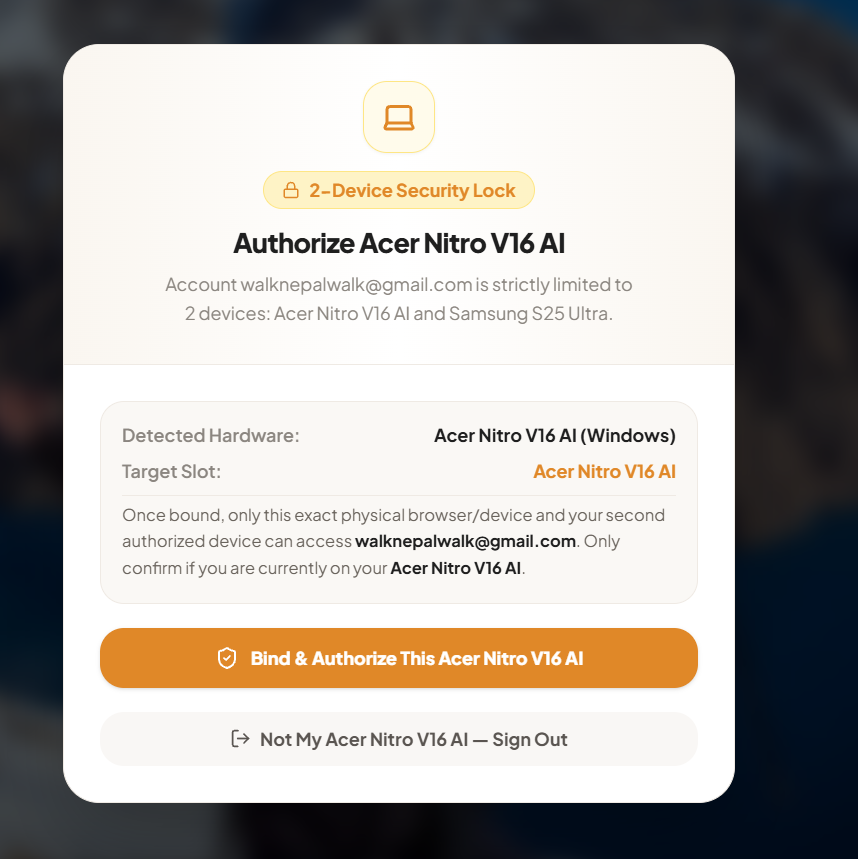 2-Device Security Lock
Authorize Acer Nitro V16 AI
Account walknepalwalk@gmail.com is strictly limited to
2 devices: Acer Nitro V16 AI and Samsung S25 Ultra.
Detected Hardware: Acer Nitro V16 AI (Windows)
Target Slot: Acer Nitro V16 AI
Once bound, only this exact physical browser/device and your second
authorized device can access walknepalwalk@gmail.com. Only
confirm if you are currently on your Acer Nitro V16 AI.
Bind & Authorize This Acer Nitro V16 AI
Not My Acer Nitro V16 AI — Sign Out